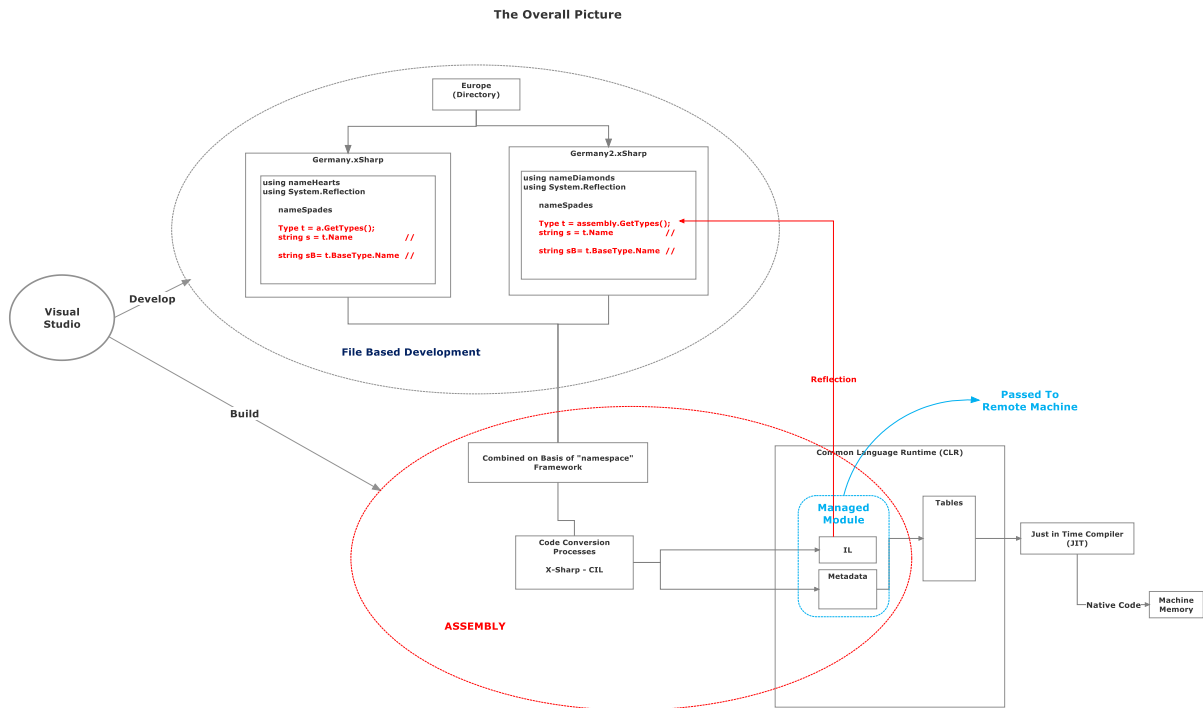 The Overall Picture
Europe
(Directory)
Germany.xSharp
using nameHearts
using System.Reflection
nameSpades
Type t = a.GetTypes();
string s = t.Name //
string sB= t.BaseType.Name //
Germany2.xSharp
using nameDiamonds
using System.Reflection
nameSpades
Type t = assembly.GetTypes();
string s = t.Name //
string sB= t.BaseType.Name //
Visual
Studio
Develop
File Based Development
Reflection
Build
Passed To
Remote Machine
Combined on Basis of "namespace"
Framework
Common Language Runtime (CLR)
Managed
Module
Tables
Code Conversion
Processes
X-Sharp - CIL
IL
Metadada
Just in Time Compiler
(JIT)
Native Code
Machine
Memory
ASSEMBLY